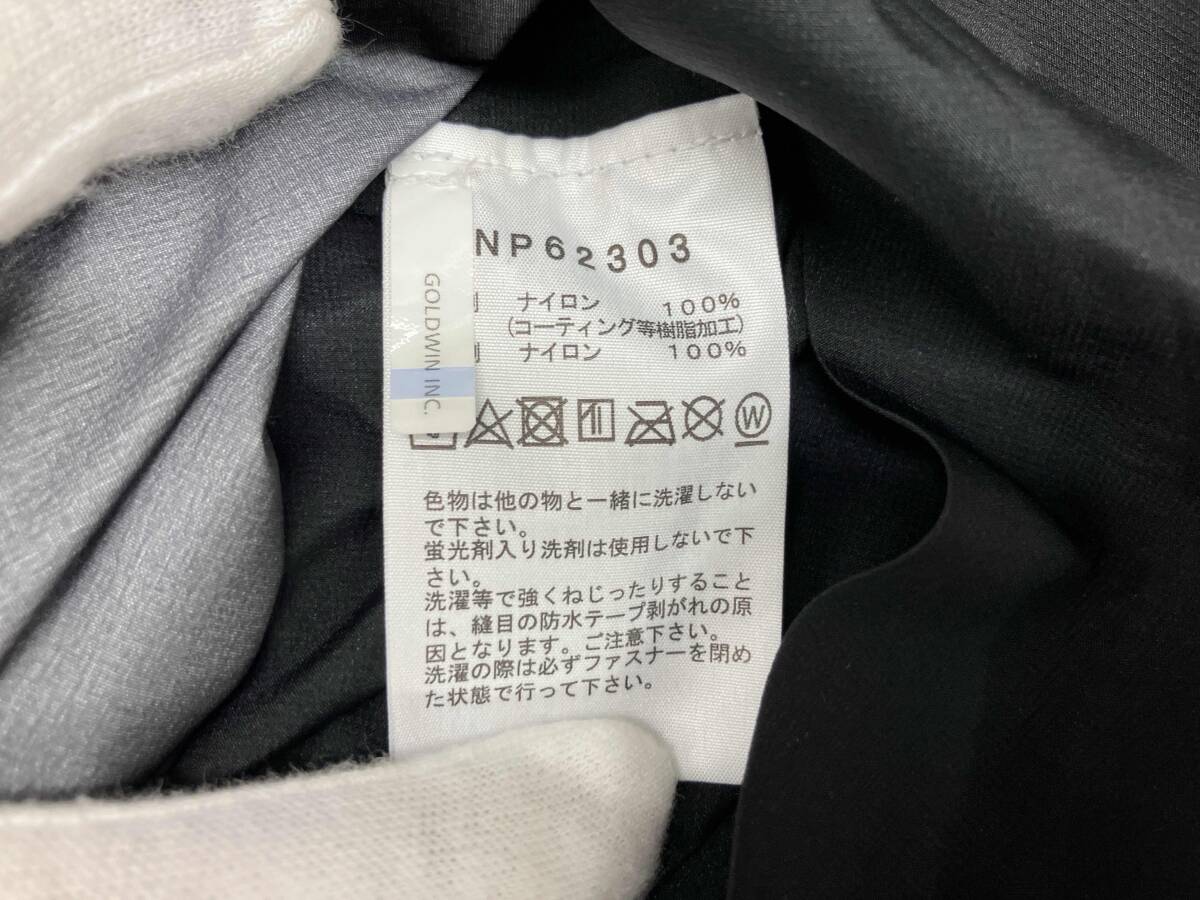 NP62303
ナイロン 100%
(コーティング等樹脂加工)
ナイロン 100%
GOLDWIN INC.
W
色物は他の物と一緒に洗濯しない
で下さい。
蛍光剤入り洗剤は使用しないで下
さい。
洗濯等で強くねじったりすること
は、縫目の防水テープ剥がれの原
因となります。ご注意下さい。
洗濯の際は必ずファスナーを閉め
た状態で行って下さい。